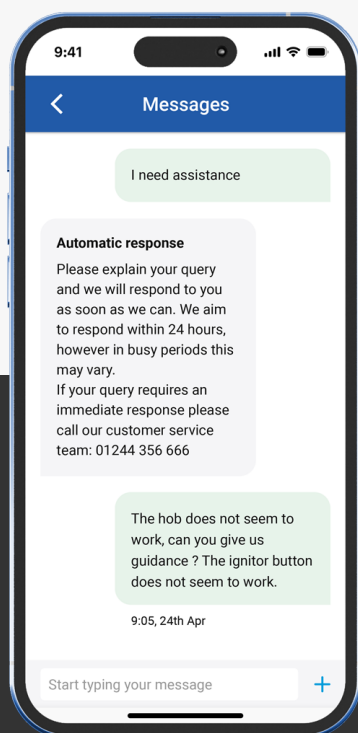 9:41
Messages
I need assistance
Automatic response
Please explain your query
and we will respond to you
as soon as we can. We aim
to respond within 24 hours,
however in busy periods this
may vary.
If your query requires an
immediate response please
call our customer service
team: 01244 356 666
The hob does not seem to
work, can you give us
guidance ? The ignitor button
does not seem to work.
9:05, 24th Apr
Start typing your message